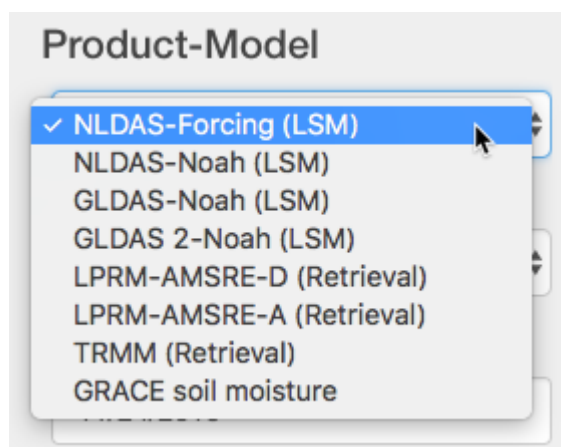 Product-Model
✓ NLDAS-Forcing (LSM)
NLDAS-Noah (LSM)
GLDAS-Noah (LSM)
GLDAS 2-Noah (LSM)
LPRM-AMSRE-D (Retrieval)
LPRM-AMSRE-A (Retrieval)
TRMM (Retrieval)
GRACE soil moisture